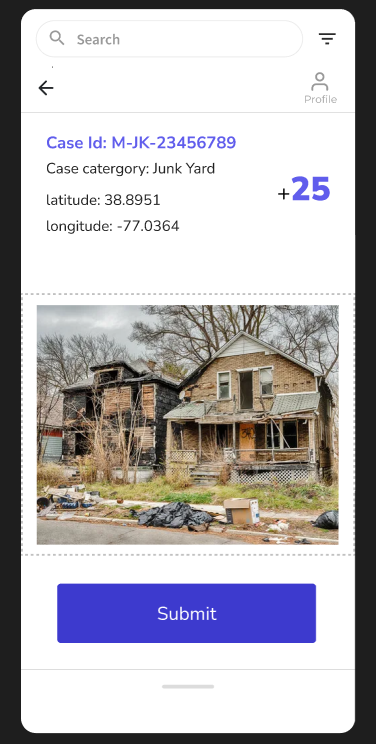 Search
Profile
Case Id: M-JK-23456789
Case catergory: Junk Yard
latitude: 38.8951
+25
longitude: -77.0364
Submit